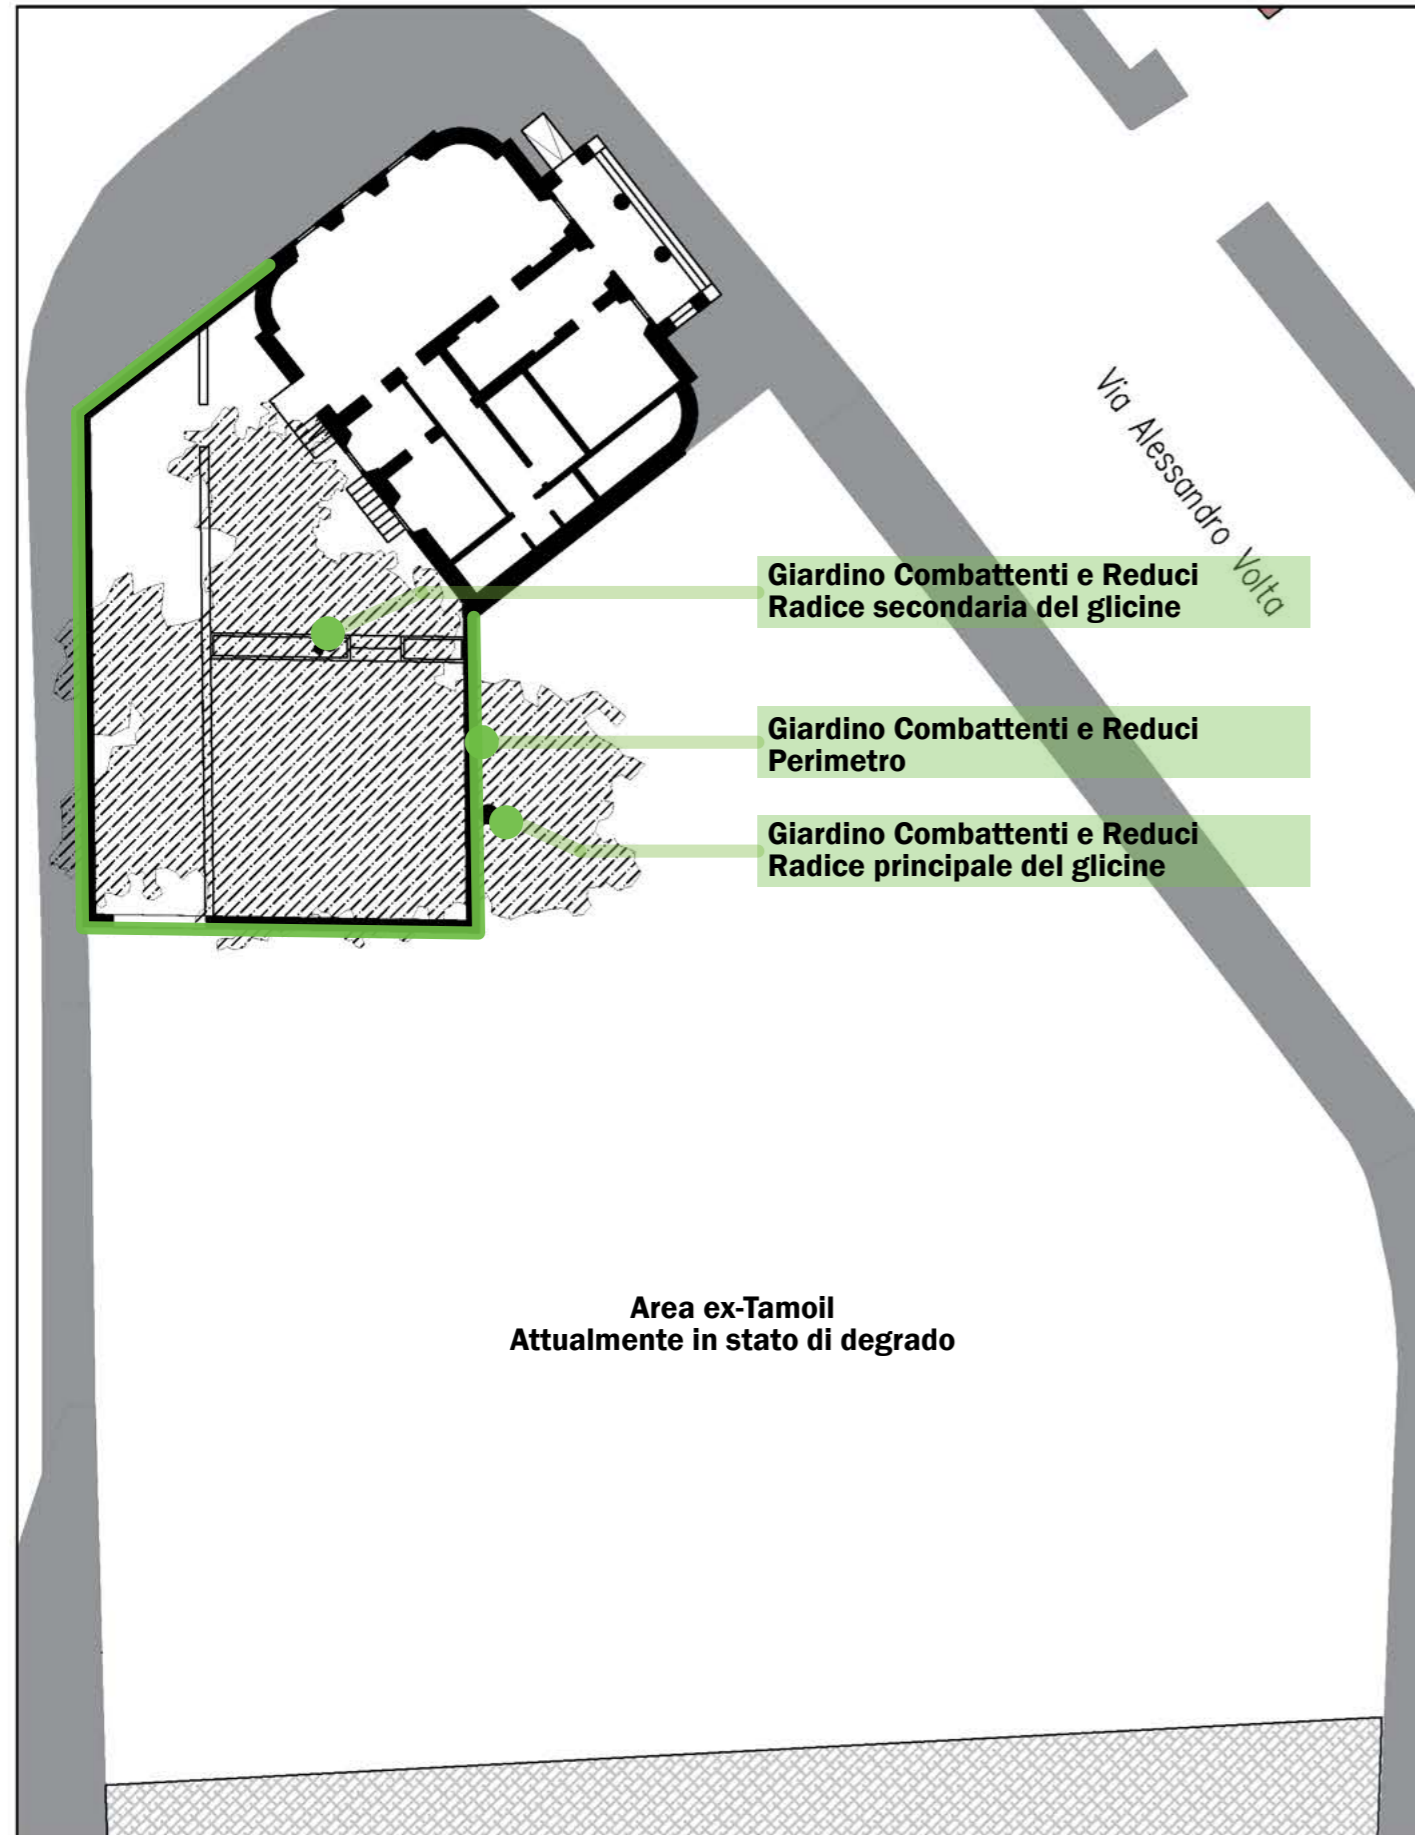 Via Alessandro Volta
Giardino Combattenti e Reduci
Radice secondaria del glicine
Giardino Combattenti e Reduci
Perimetro
Giardino Combattenti e Reduci
Radice principale del glicine
Area ex-Tamoil
Attualmente in stato di degrado